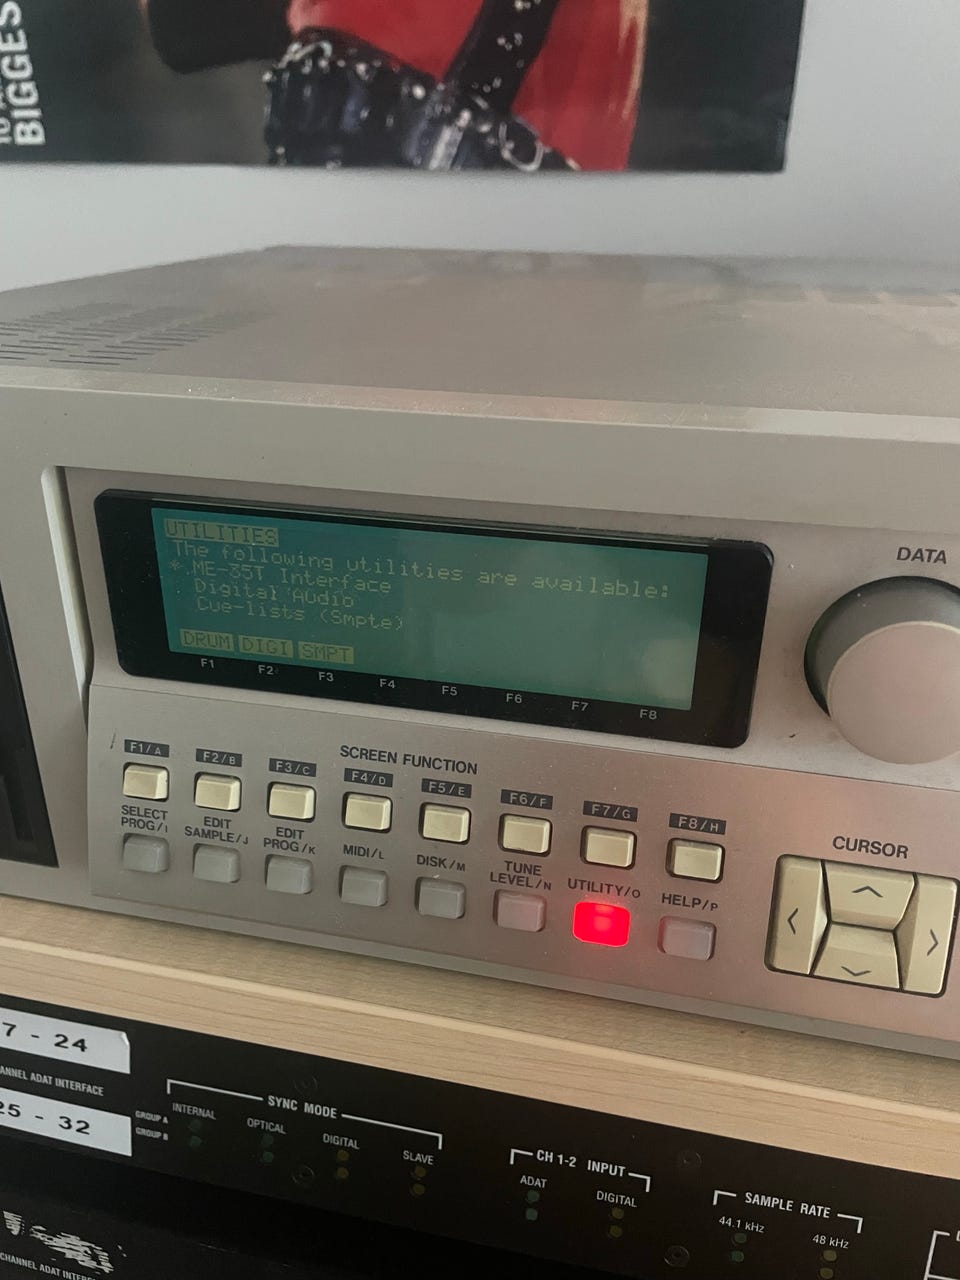 BIGGES
UTILITIES
The following utilities are available:
* ME-35T Interface
Digital Audio
Cue-lists (Smpte)
DRUM DIGI SMPT
F1 F2 F3 F4 F5 F6 F7 F8
DATA
SCREEN FUNCTION
F1/A F2/B F3/C F4/D F5/E F6/F F7/G F8/H
SELECT PROG/I
EDIT SAMPLE/J
EDIT PROG/K
MIDI/L
DISK/M
TUNE LEVEL/N
UTILITY/O
HELP/P
CURSOR
7 - 24
ANNEL ADAT INTERFACE
25 - 32
GROUP A
GROUP B
SYNC MODE
INTERNAL OPTICAL DIGITAL SLAVE
CH 1-2 INPUT
ADAT DIGITAL
SAMPLE RATE
44.1 kHz 48 kHz
CHANNEL ADAT INTERF